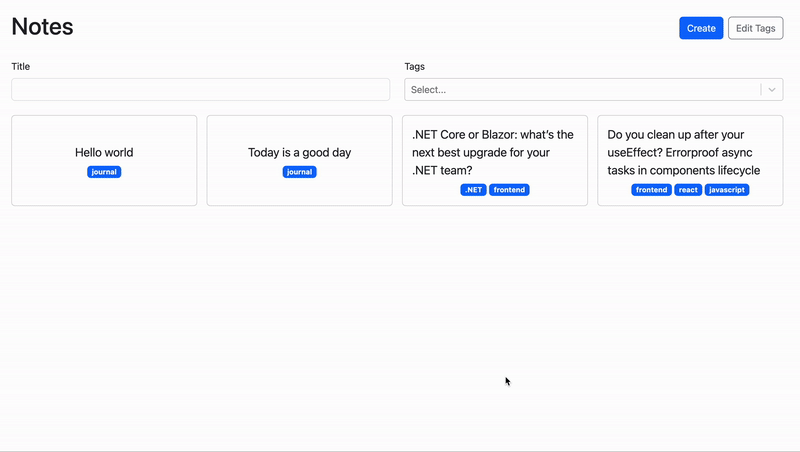 Notes
Create
Edit Tags
Title
Tags
Select...
Hello world
journal
Today is a good day
journal
.NET Core or Blazor: what's the
next best upgrade for your
.NET team?
.NET
frontend
Do you clean up after your
useEffect? Errorproof async
tasks in components lifecycle
frontend
react
javascript